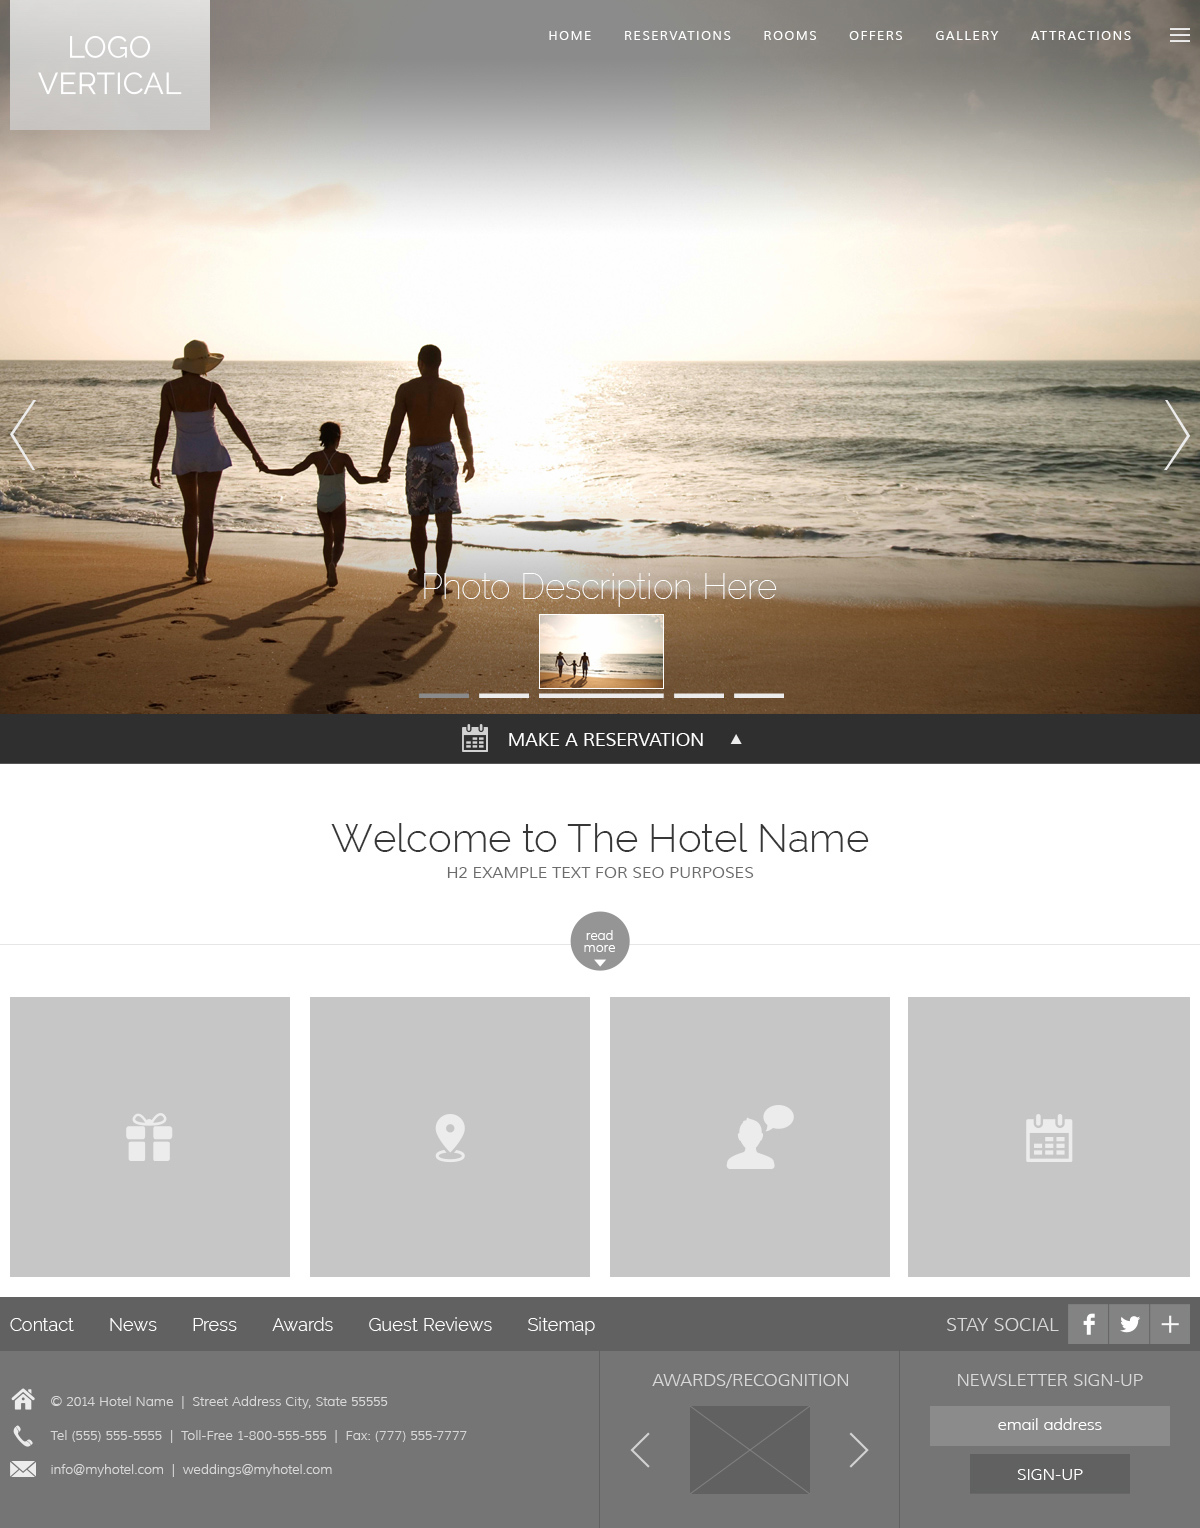 LOGO
VERTICAL
HOME RESERVATIONS ROOMS OFFERS GALLERY ATTRACTIONS
Photo Description Here
MAKE A RESERVATION
Welcome to The Hotel Name
H2 EXAMPLE TEXT FOR SEO PURPOSES
read
more
Contact News Press Awards Guest Reviews Sitemap
STAY SOCIAL
© 2014 Hotel Name | Street Address City, State 55555
Tel (555) 555-5555 | Toll-Free 1-800-555-555 | Fax: (777) 555-7777
info@myhotel.com | weddings@myhotel.com
AWARDS/RECOGNITION
NEWSLETTER SIGN-UP
email address
SIGN-UP